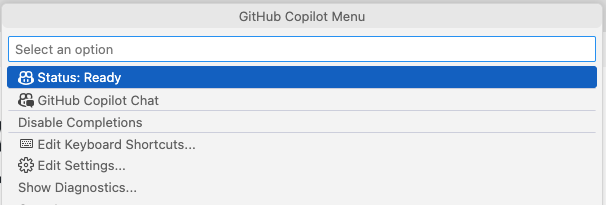 GitHub Copilot Menu
Select an option
Status: Ready
GitHub Copilot Chat
Disable Completions
Edit Keyboard Shortcuts...
Edit Settings...
Show Diagnostics...